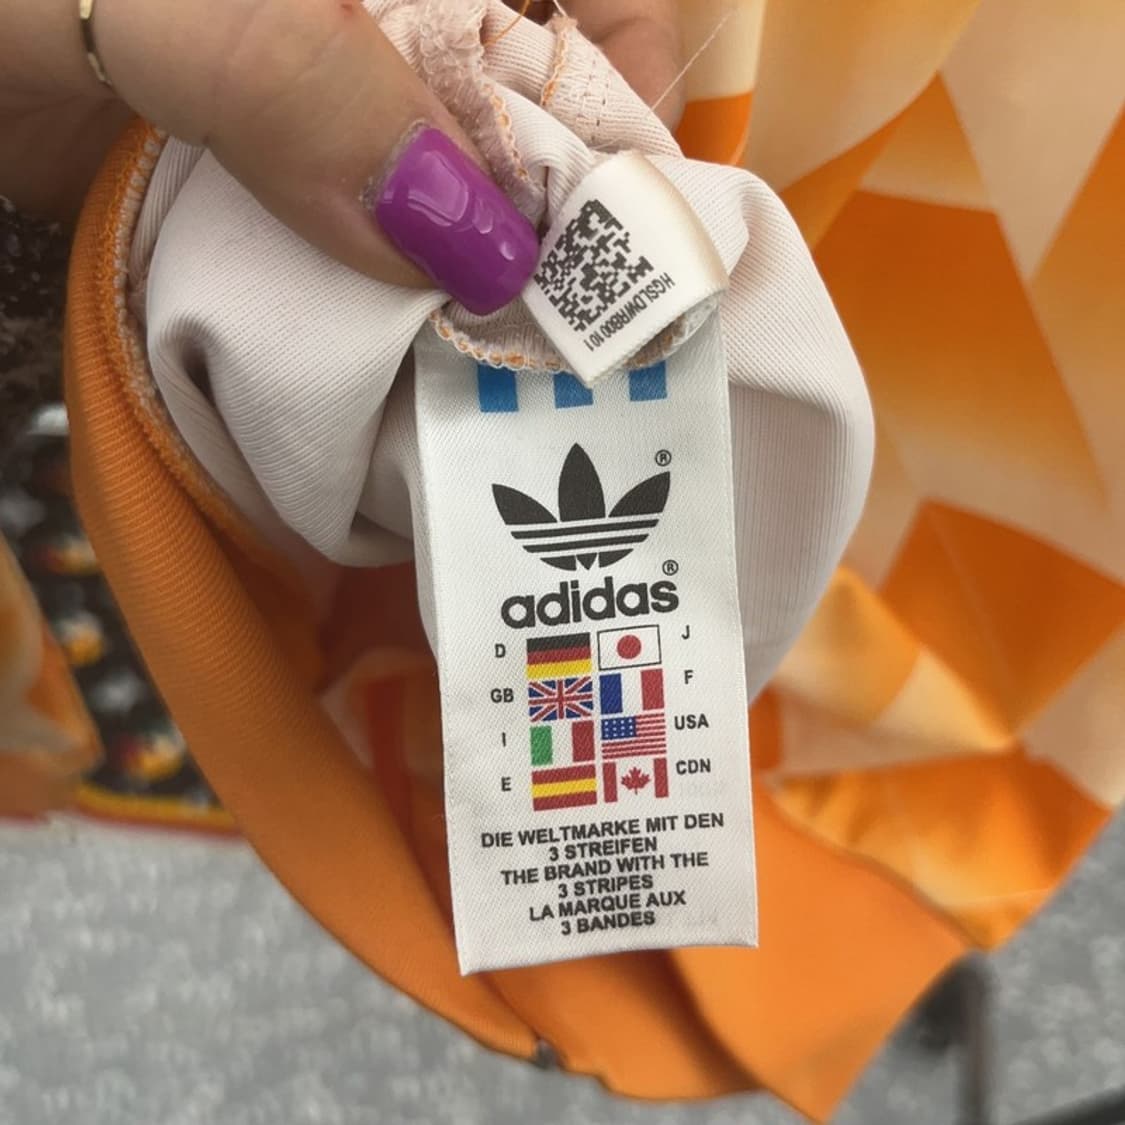 HGSLDWR800101
®
®
adidas
D
J
GB
F
I
USA
E
CDN
DIE WELTMARKE MIT DEN
3 STREIFEN
THE BRAND WITH THE
3 STRIPES
LA MARQUE AUX
3 BANDES